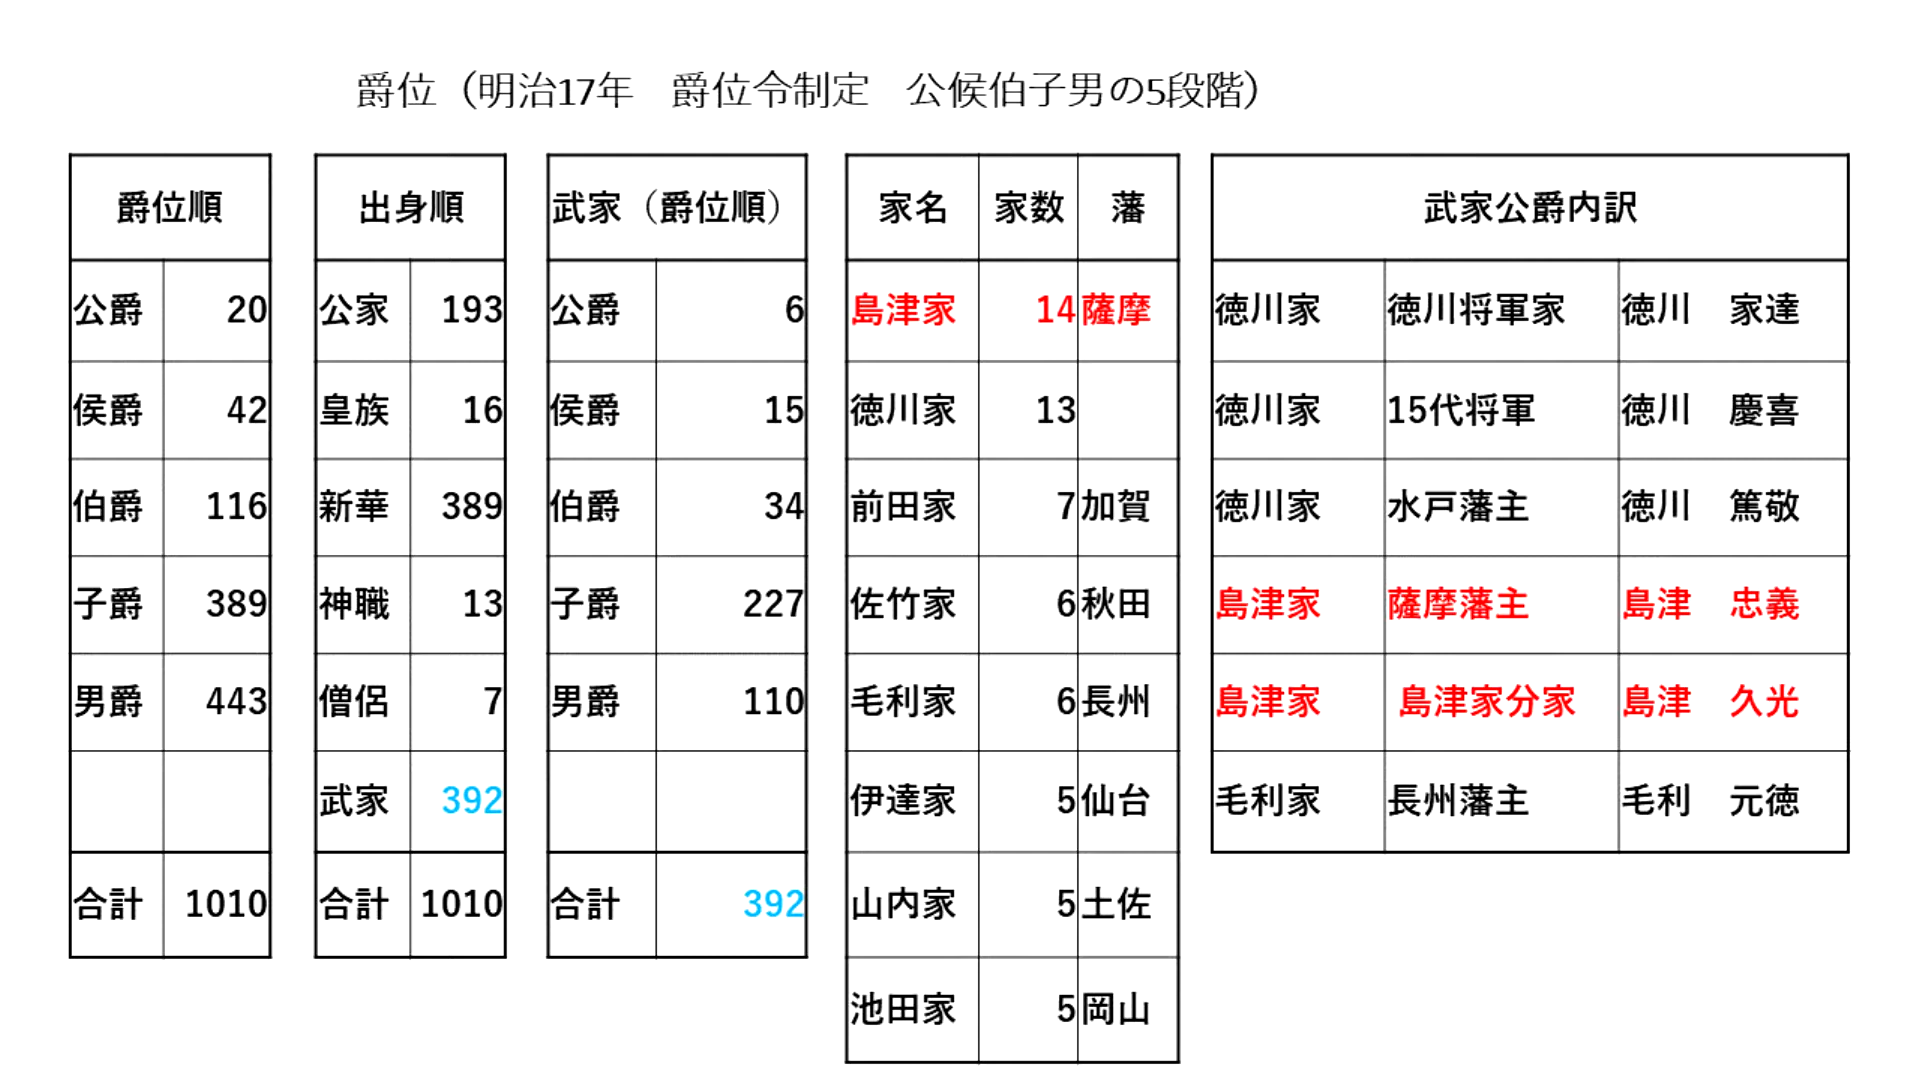 爵位（明治17年　爵位令制定　公候伯子男の5段階）
爵位順
公爵 20
侯爵 42
伯爵 116
子爵 389
男爵 443
合計 1010
出身順
公家 193
皇族 16
新華 389
神職 13
僧侶 7
武家 392
合計 1010
武家（爵位順）
公爵 6
侯爵 15
伯爵 34
子爵 227
男爵 110
合計 392
家名 家数 藩
島津家 14 薩摩
徳川家 13
前田家 7 加賀
佐竹家 6 秋田
毛利家 6 長州
伊達家 5 仙台
山内家 5 土佐
池田家 5 岡山
武家公爵内訳
徳川家 徳川将軍家 徳川　家達
徳川家 15代将軍 徳川　慶喜
徳川家 水戸藩主 徳川　篤敬
島津家 薩摩藩主 島津　忠義
島津家 島津家分家 島津　久光
毛利家 長州藩主 毛利　元徳